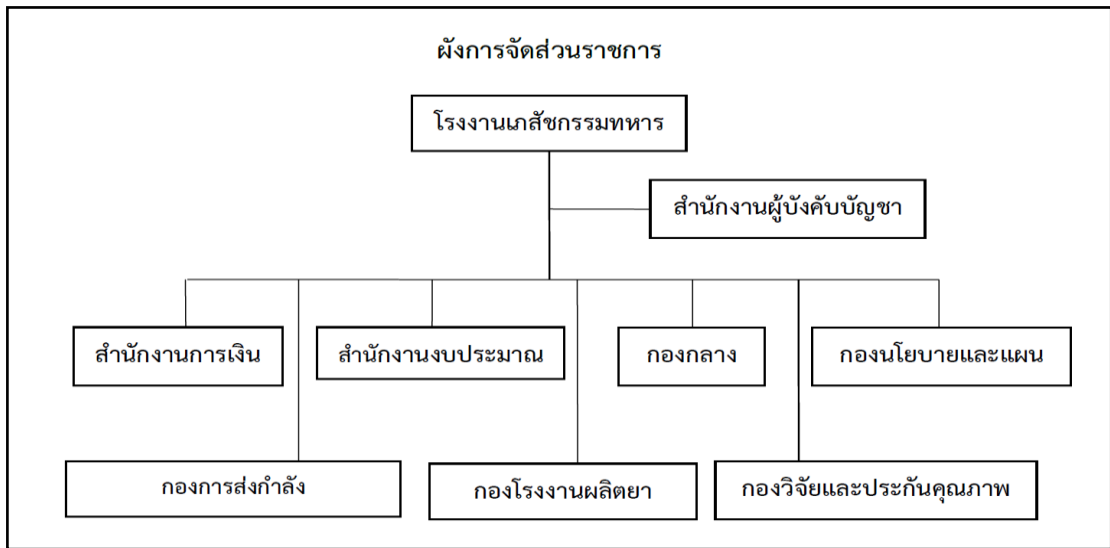 ผังการจัดส่วนราชการ
โรงงานเภสัชกรรมทหาร
สำนักงานผู้บังคับบัญชา
สำนักงานการเงิน
สำนักงานงบประมาณ
กองกลาง
กองนโยบายและแผน
กองการส่งกำลัง
กองโรงงานผลิตยา
กองวิจัยและประกันคุณภาพ